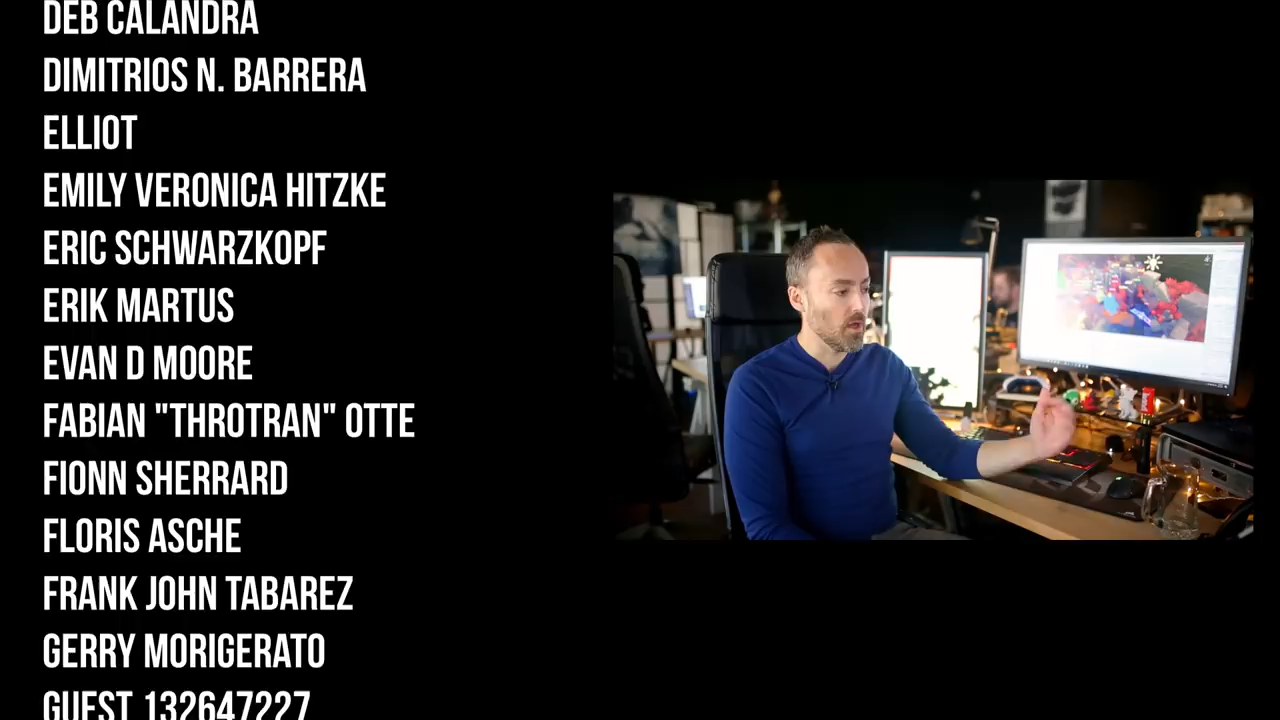 DEB CALANDRA
DIMITRIOS N. BARRERA
ELLIOT
EMILY VERONICA HITZKE
ERIC SCHWARZKOPF
ERIK MARTUS
EVAN D MOORE
FABIAN "THROTRAN" OTTE
FIONN SHERRARD
FLORIS ASCHE
FRANK JOHN TABAREZ
GERRY MORIGERATO
GUEST 132647227